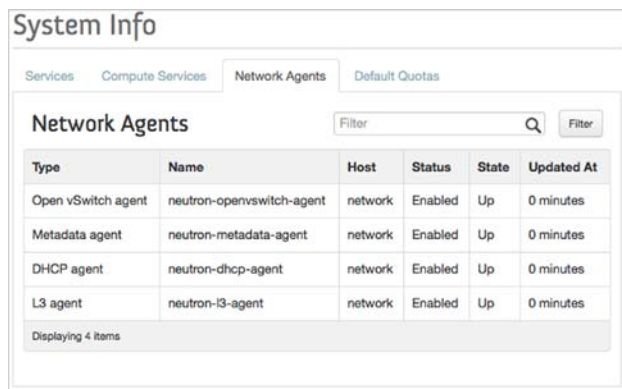 System Info
Services Compute Services Network Agents Default Quotas
Network Agents Filter Filter
Type Name Host Status State Updated At
Open vSwitch agent neutron-openvswitch-agent network Enabled Up 0 minutes
Metadata agent neutron-metadata-agent network Enabled Up 0 minutes
DHCP agent neutron-dhcp-agent network Enabled Up 0 minutes
L3 agent neutron-l3-agent network Enabled Up 0 minutes
Displaying 4 items